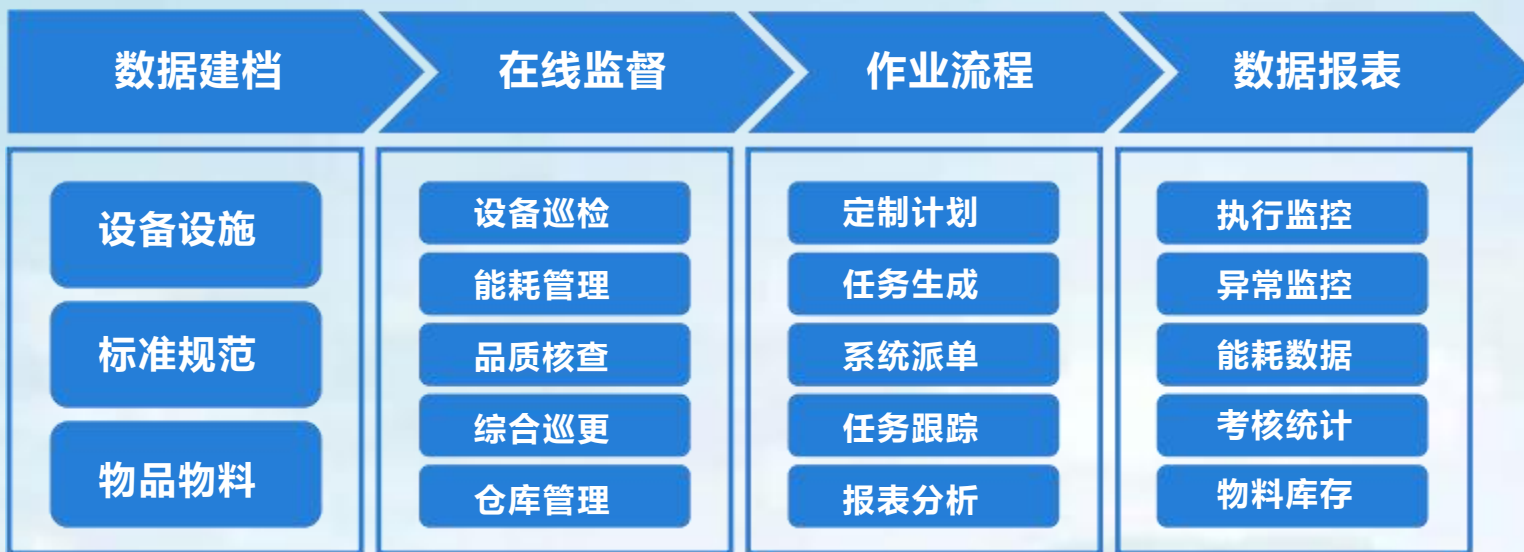 数据建档
在线监督
作业流程
数据报表
设备设施
标准规范
物品物料
设备巡检
能耗管理
品质核查
综合巡更
仓库管理
定制计划
任务生成
系统派单
任务跟踪
报表分析
执行监控
异常监控
能耗数据
考核统计
物料库存